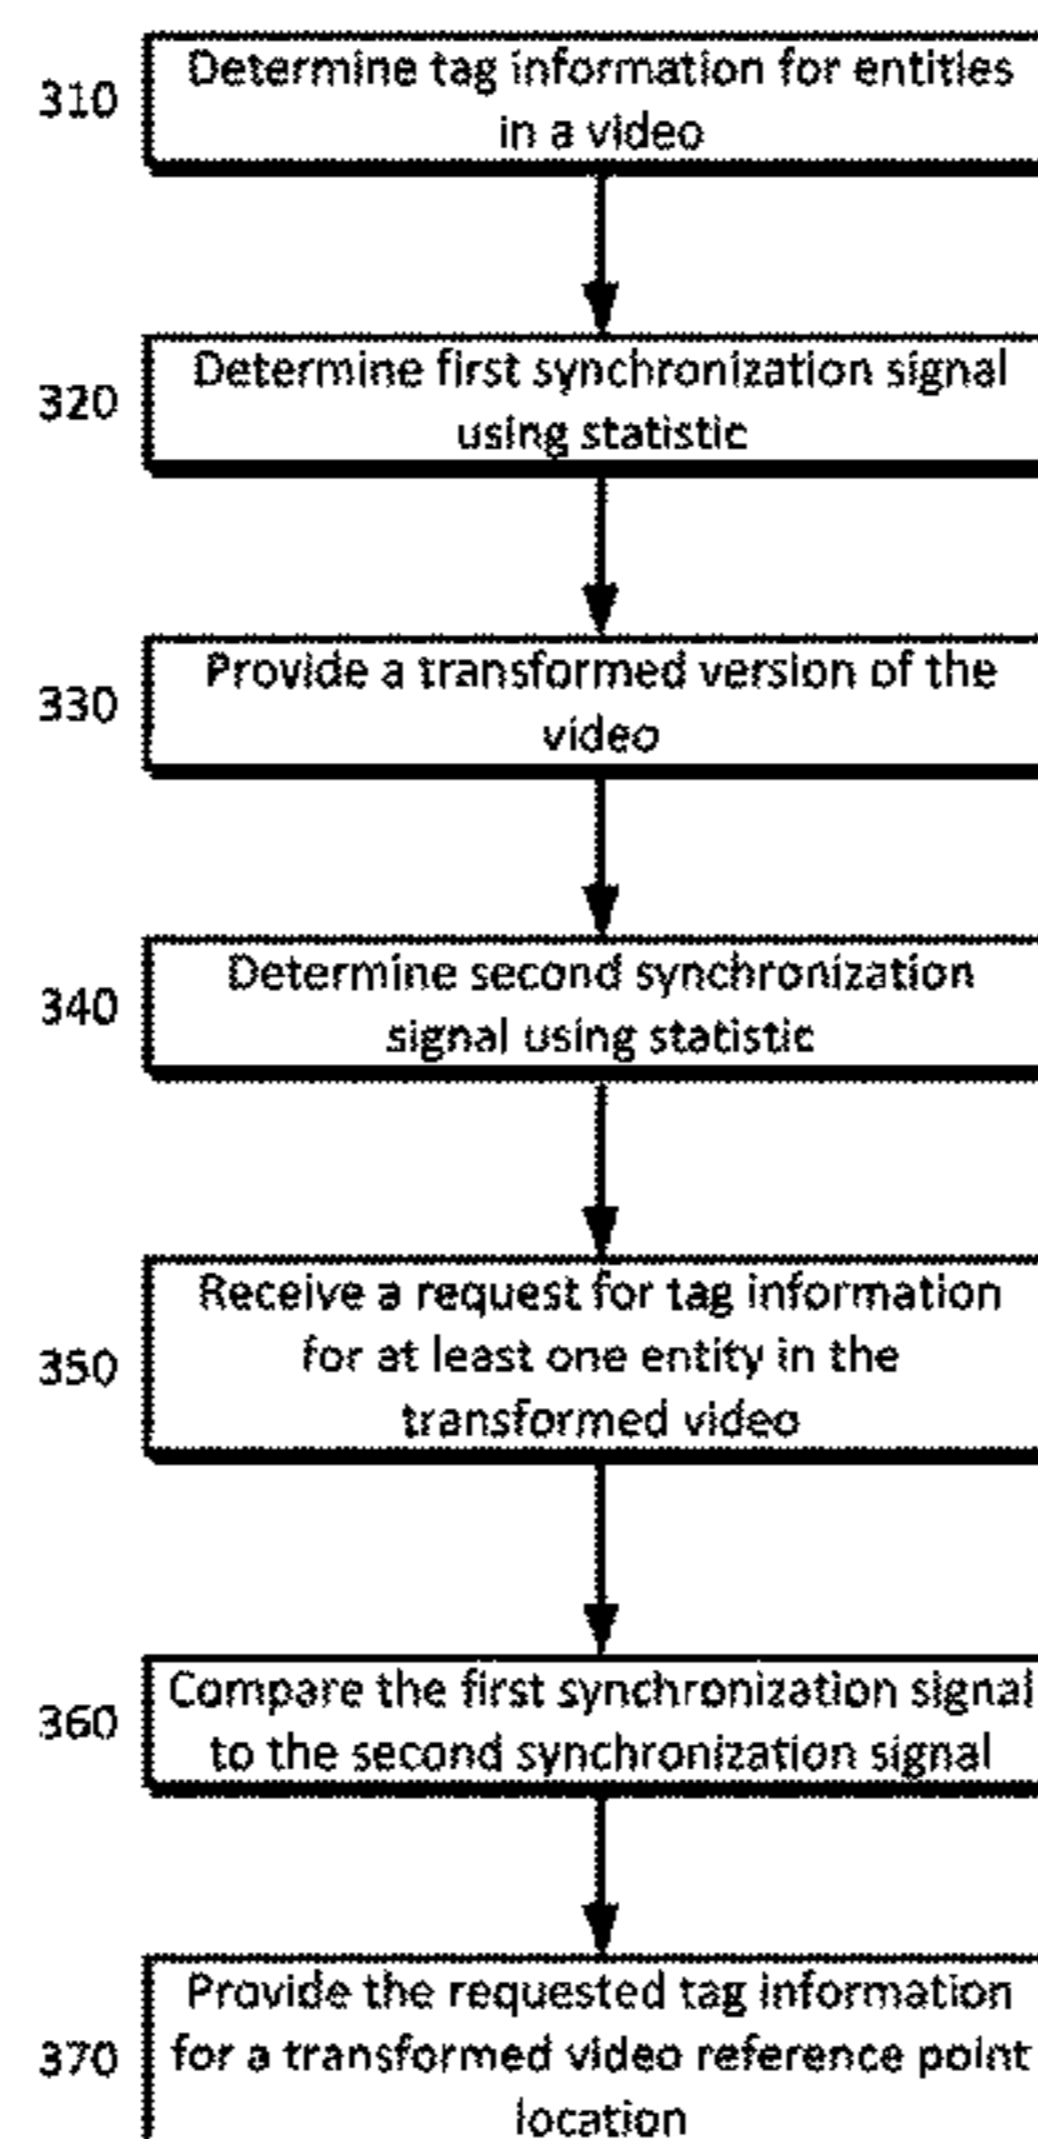 310
Determine tag information for entities
in a video
320
Determine first synchronization signal
using statistic
330
Provide a transformed version of the
video
340
Determine second synchronization
signal using statistic
350
Receive a request for tag information
for at least one entity in the
transformed video
360
Compare the first synchronization signal
to the second synchronization signal
370
Provide the requested tag information
for a transformed video reference point
location